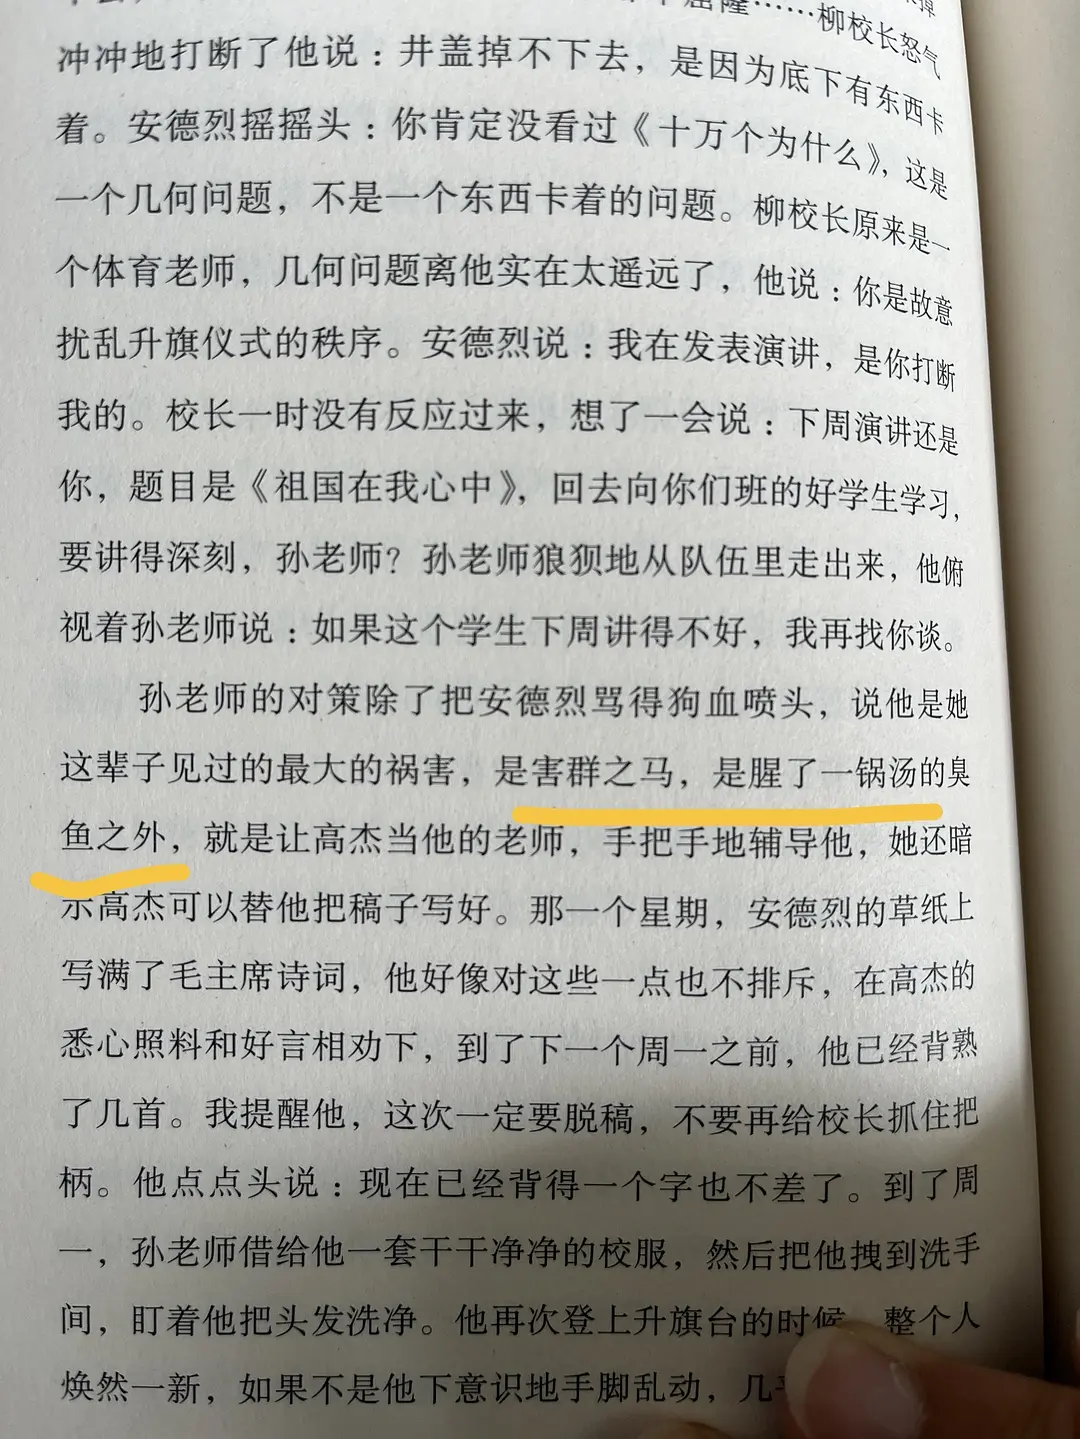 ……柳校长怒气
冲冲地打断了他说：井盖掉不下去，是因为底下有东西卡
着。安德烈摇摇头：你肯定没看过《十万个为什么》，这是
一个几何问题，不是一个东西卡着的问题。柳校长原来是一
个体育老师，几何问题离他实在太遥远了，他说：你是故意
扰乱升旗仪式的秩序。安德烈说：我在发表演讲，是你打断
我的。校长一时没有反应过来，想了一会说：下周演讲还是
你，题目是《祖国在我心中》，回去向你们班的好学生学习，
要讲得深刻，孙老师？孙老师狼狈地从队伍里走出来，他俯
视着孙老师说：如果这个学生下周讲得不好，我再找你谈。
孙老师的对策除了把安德烈骂得狗血喷头，说他是她
这辈子见过的最大的祸害，是害群之马，是腥了一锅汤的臭
鱼之外，就是让高杰当他的老师，手把手地辅导他，她还暗
示高杰可以替他把稿子写好。那一个星期，安德烈的草纸上
写满了毛主席诗词，他好像对这些一点也不排斥，在高杰的
悉心照料和好言相劝下，到了下一个周一之前，他已经背熟
了几首。我提醒他，这次一定要脱稿，不要再给校长抓住把
柄。他点点头说：现在已经背得一个字也不差了。到了周
一，孙老师借给他一套干干净净的校服，然后把他拽到洗手
间，盯着他把头发洗净。他再次登上升旗台的时候，整个人
焕然一新，如果不是他下意识地手脚乱动，几